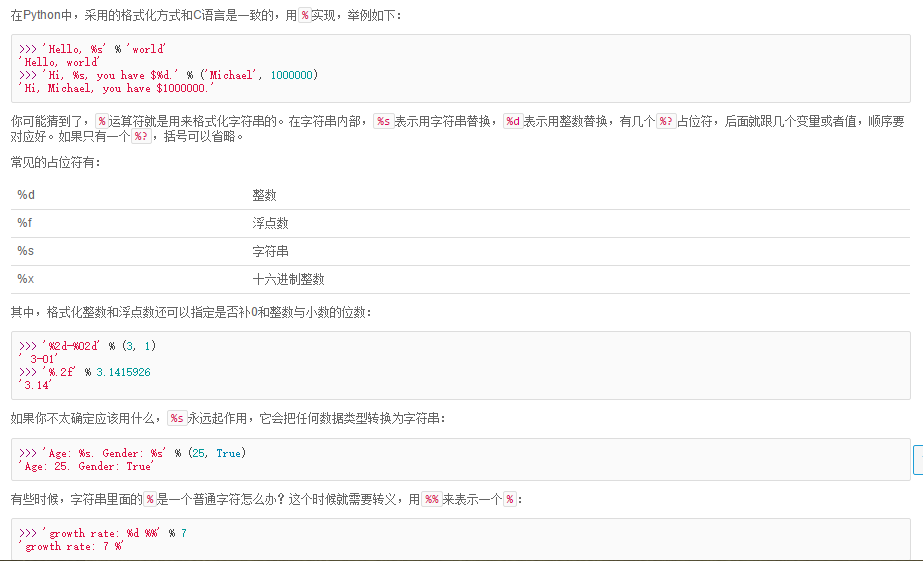 在Python中，采用的格式化方式和C语言是一致的，用%实现，举例如下：
>>> 'Hello, %s' % 'world'
'Hello, world'
>>> 'Hi, %s, you have $%d.' % ('Michael', 1000000)
'Hi, Michael, you have $1000000.'
你可能猜到了，%运算符就是用来格式化字符串的。在字符串内部，%s表示用字符串替换，%d表示用整数替换，有几个%?占位符，后面就跟几个变量或者值，顺序要
对应好。如果只有一个%?，括号可以省略。
常见的占位符有：
%d 整数
%f 浮点数
%s 字符串
%x 十六进制整数
其中，格式化整数和浮点数还可以指定是否补0和整数与小数的位数：
>>> '%2d-%02d' % (3, 1)
' 3-01'
>>> '%.2f' % 3.1415926
'3.14'
如果你不太确定应该用什么，%s永远起作用，它会把任何数据类型转换为字符串：
>>> 'Age: %s. Gender: %s' % (25, True)
'Age: 25. Gender: True'
有些时候，字符串里面的%是一个普通字符怎么办？这个时候就需要转义，用%%来表示一个%：
>>> 'growth rate: %d %%' % 7
'growth rate: 7 %'